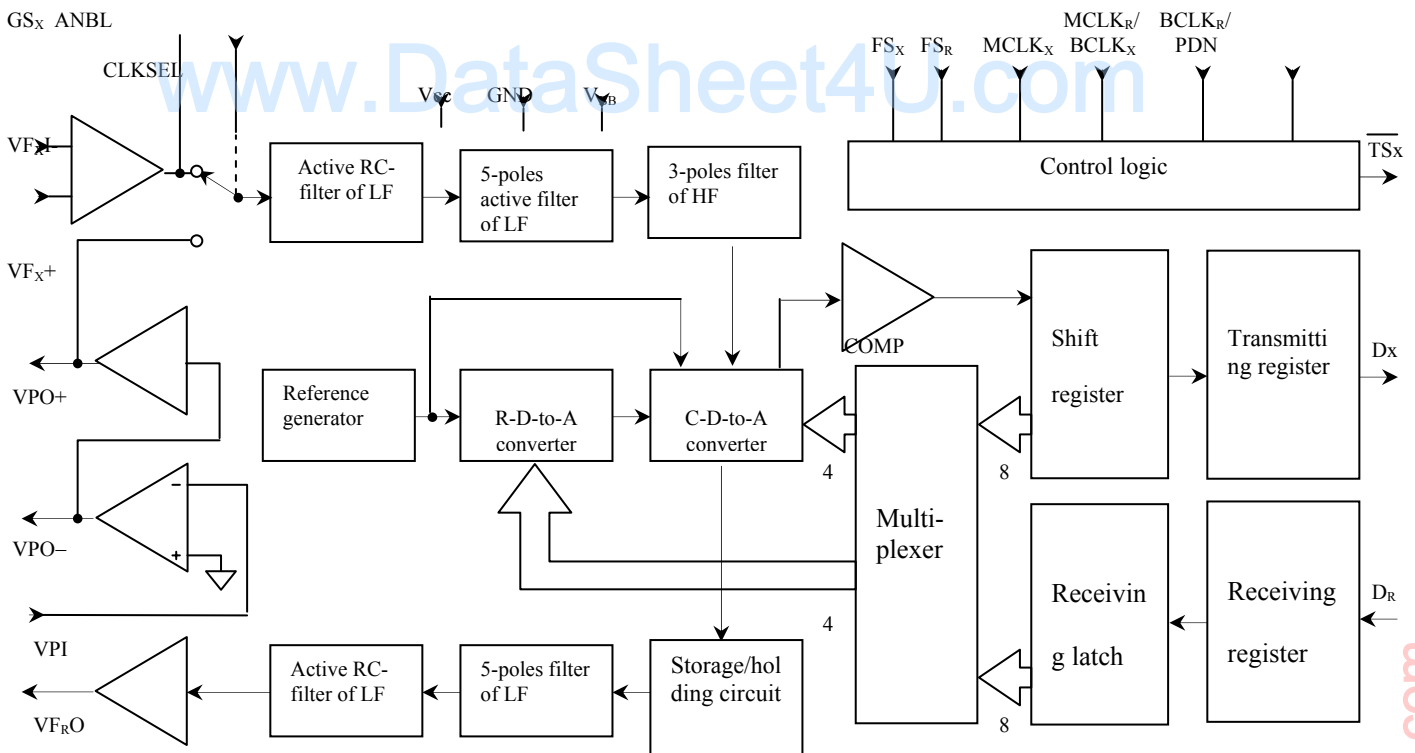 GSX ANBL
MCLKR/ BCLKR/
FSX FSR MCLKX BCLKX PDN
CLKSEL
www.DataSheet4U.com
Vcc GND VBB
VFXI-
Active RC-
filter of LF
5-poles
active filter
of LF
3-poles filter
of HF
Control logic
TSx
VFX+
COMP
Shift
register
Transmitti
ng register
Dx
VPO+
Reference
generator
R-D-to-A
converter
C-D-to-A
converter
4
8
Multi-
plexer
−
+
VPO−
Receivin
g latch
Receiving
register
DR
VPI
4
8
Active RC-
filter of LF
5-poles filter
of LF
Storage/hol
ding circuit
VFRO
com